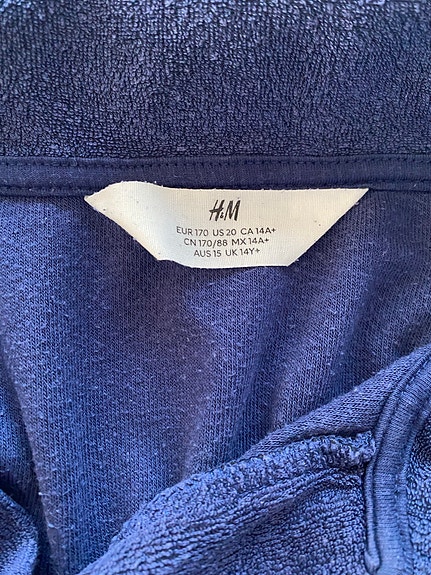 H&M
EUR 170 US 20 CA 14A+
CN 170/88 MX 14A+
AUS 15 UK 14Y+